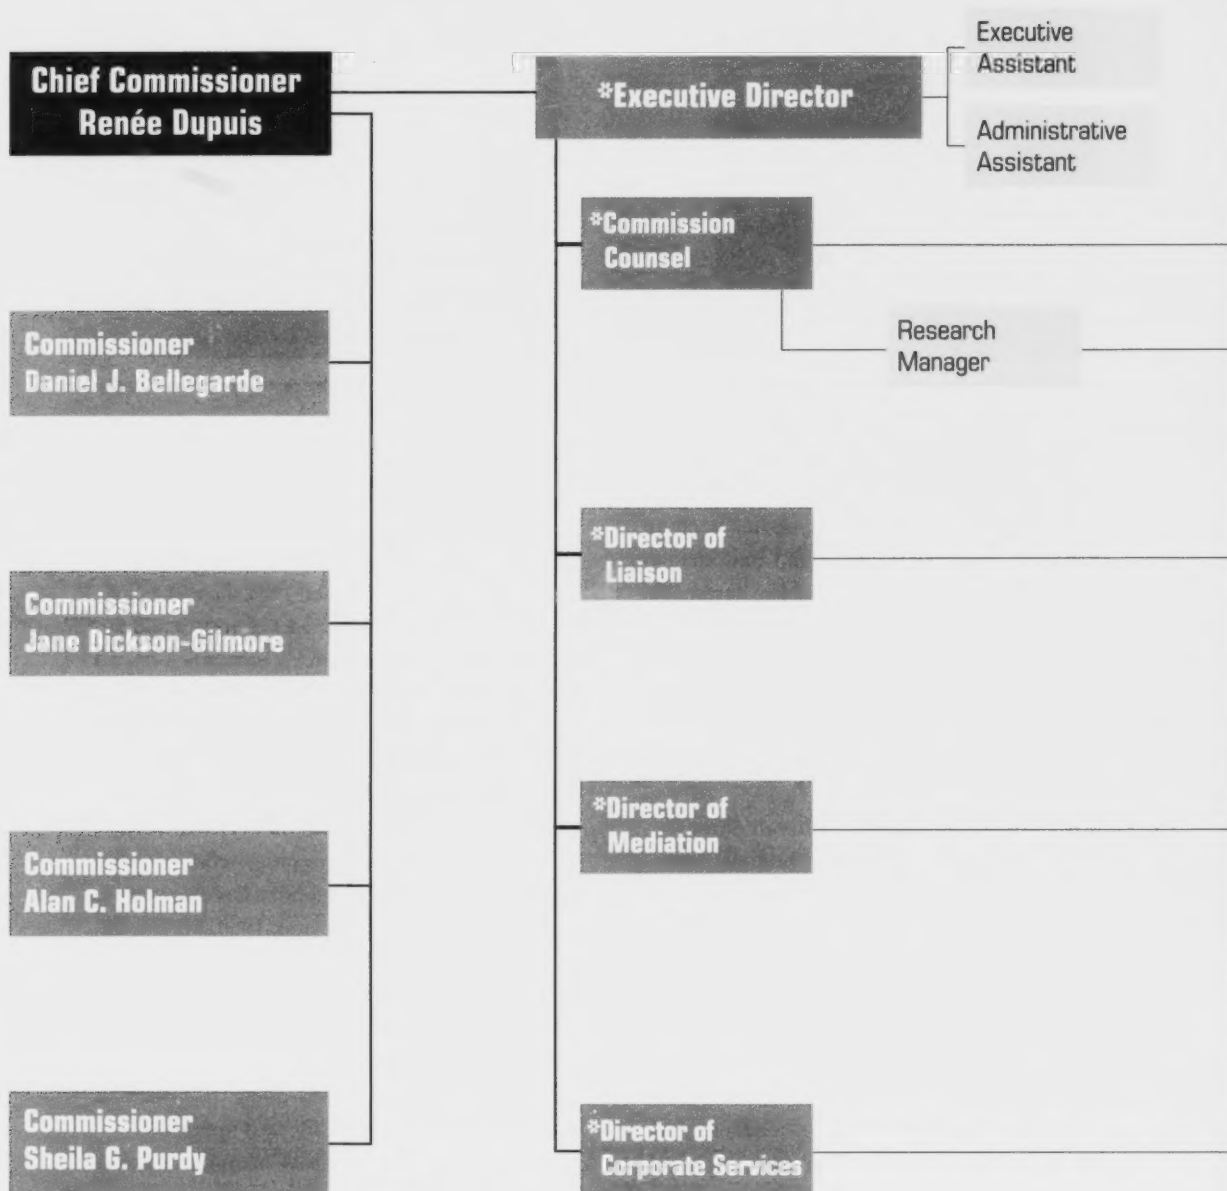 Chief Commissioner
Renée Dupuis
*Executive Director
Executive
Assistant
Administrative
Assistant
*Commission
Counsel
Research
Manager
Commissioner
Daniel J. Bellegarde
*Director of
Liaison
Commissioner
Jane Dickson-Gilmore
*Director of
Mediation
Commissioner
Alan C. Holman
*Director of
Corporate Services
Commissioner
Sheila G. Purdy